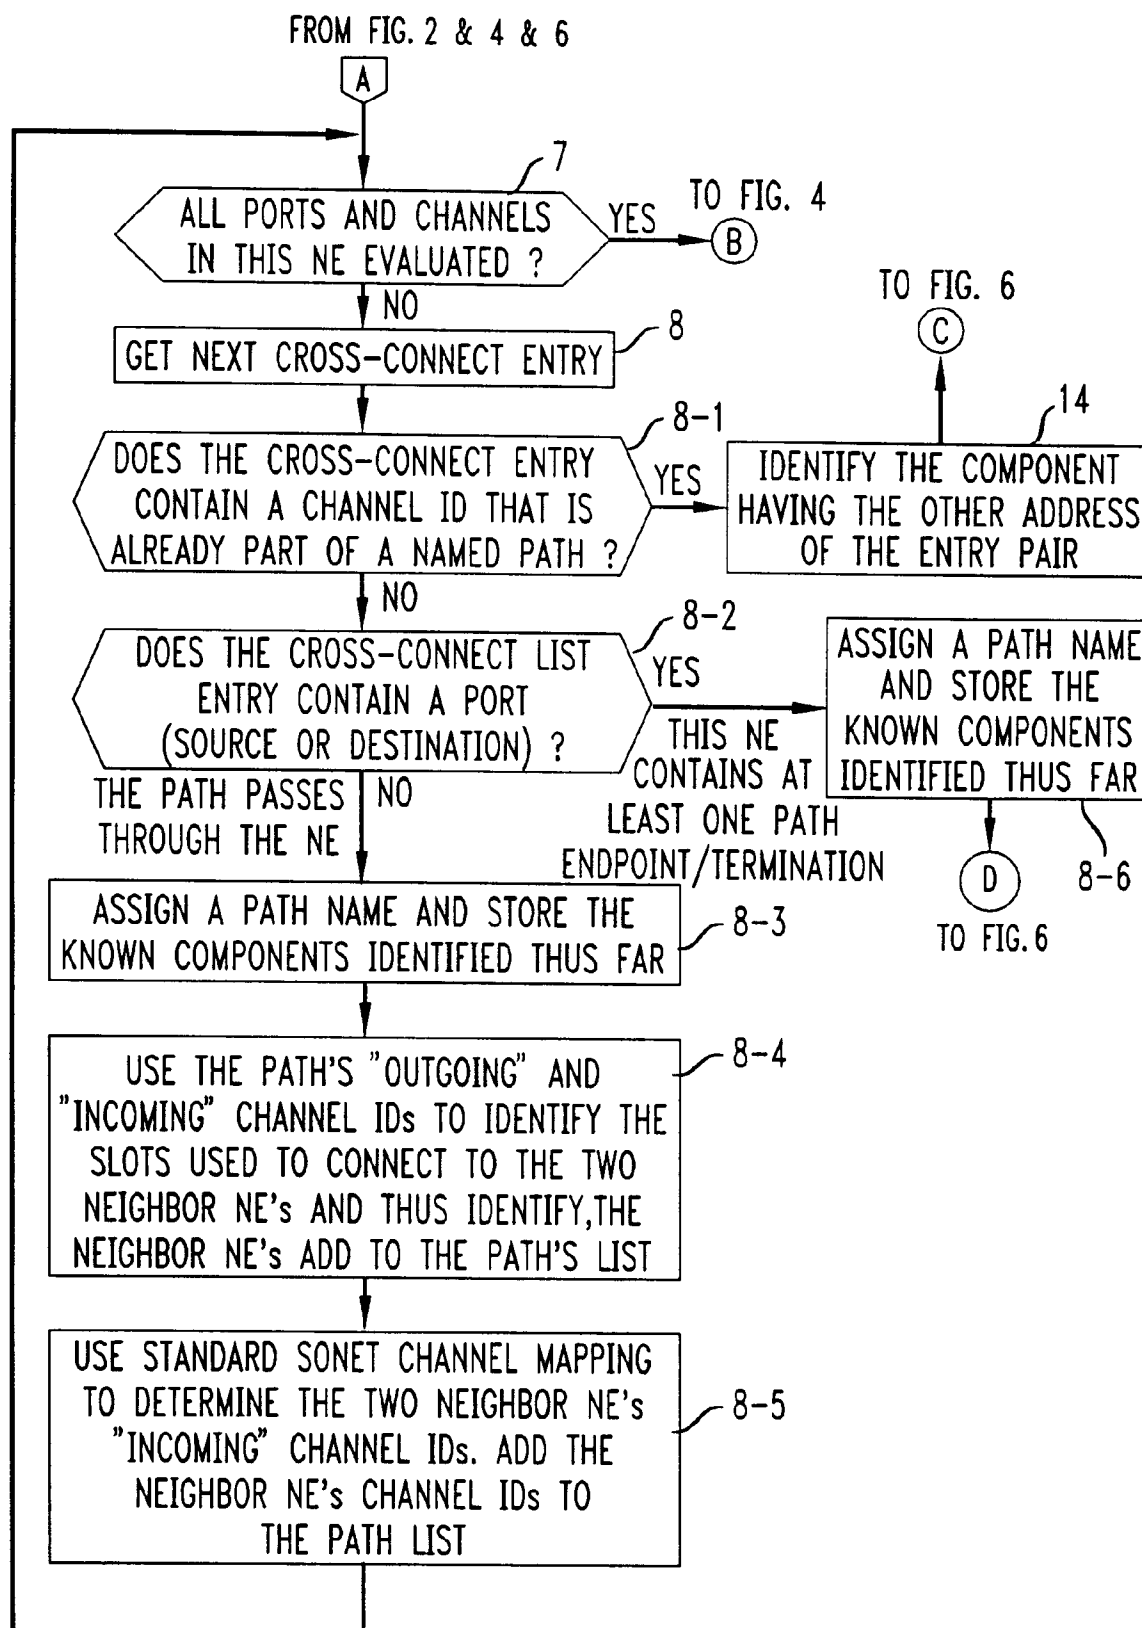 FROM FIG. 2 & 4 & 6
A
7
ALL PORTS AND CHANNELS
IN THIS NE EVALUATED ?
YES
TO FIG. 4
B
NO
8
GET NEXT CROSS-CONNECT ENTRY
TO FIG. 6
C
8-1
DOES THE CROSS-CONNECT ENTRY
CONTAIN A CHANNEL ID THAT IS
ALREADY PART OF A NAMED PATH ?
YES
14
IDENTIFY THE COMPONENT
HAVING THE OTHER ADDRESS
OF THE ENTRY PAIR
NO
8-2
DOES THE CROSS-CONNECT LIST
ENTRY CONTAIN A PORT
(SOURCE OR DESTINATION) ?
YES
THIS NE
CONTAINS AT
LEAST ONE PATH
ENDPOINT/TERMINATION
ASSIGN A PATH NAME
AND STORE THE
KNOWN COMPONENTS
IDENTIFIED THUS FAR
8-6
D
TO FIG.6
THE PATH PASSES
THROUGH THE NE
NO
ASSIGN A PATH NAME AND STORE THE
KNOWN COMPONENTS IDENTIFIED THUS FAR
8-3
USE THE PATH'S "OUTGOING" AND
"INCOMING" CHANNEL IDs TO IDENTIFY THE
SLOTS USED TO CONNECT TO THE TWO
NEIGHBOR NE's AND THUS IDENTIFY,THE
NEIGHBOR NE's ADD TO THE PATH'S LIST
8-4
USE STANDARD SONET CHANNEL MAPPING
TO DETERMINE THE TWO NEIGHBOR NE's
"INCOMING" CHANNEL IDs. ADD THE
NEIGHBOR NE's CHANNEL IDs TO
THE PATH LIST
8-5